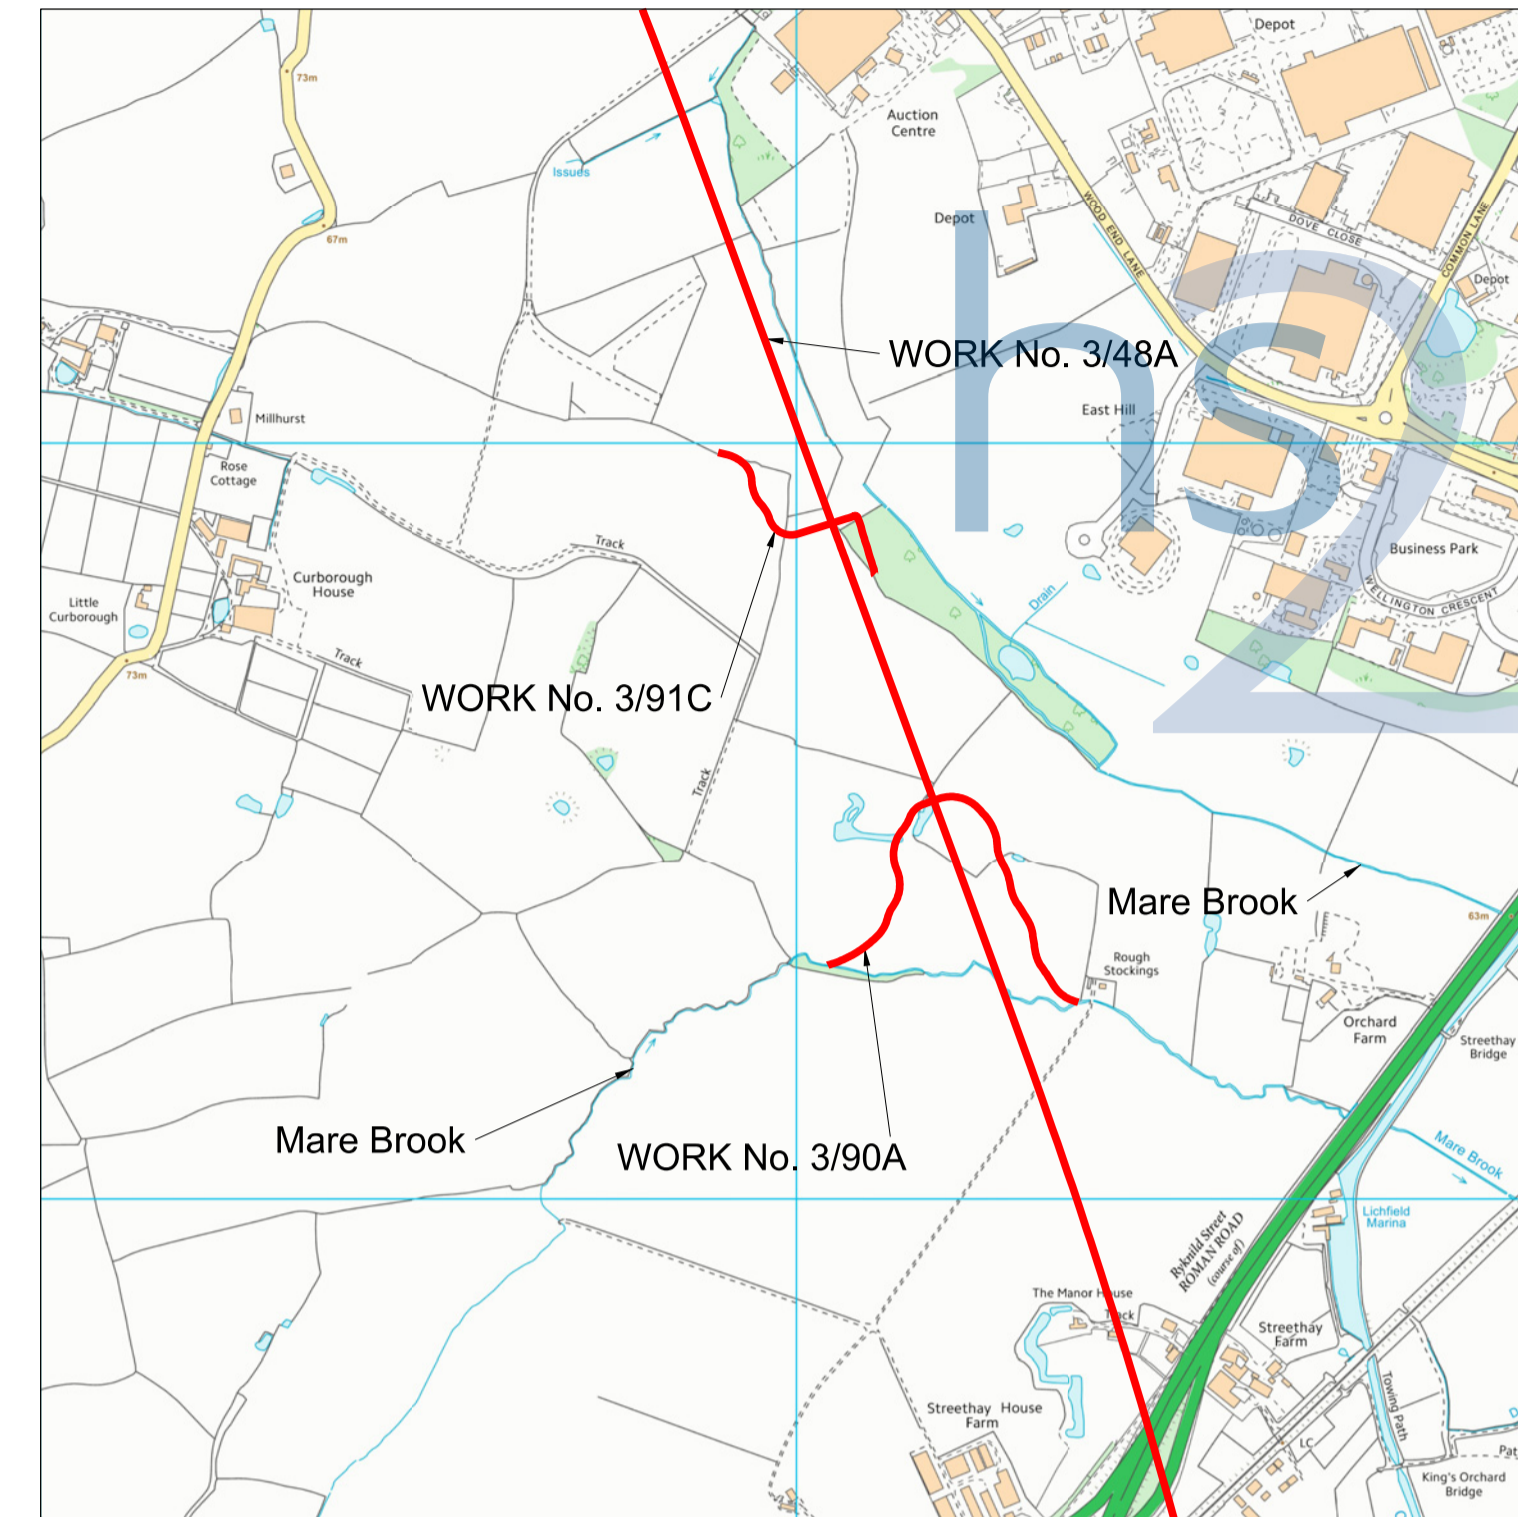 Depot
73m
Auction
Centre
Issues
WOOD END LANE
DOVE CLOSE
COMMON LANE
Depot
67m
Depot
hs2
WORK No. 3/48A
East Hill
Millhurst
Rose
Cottage
Track
Business Park
Curborough
House
Little
Curborough
Drain
WELLINGTON CRESCENT
Track
73m
WORK No. 3/91C
Track
Mare Brook
63m
Rough
Stockings
Orchard
Farm
Streethay
Bridge
Mare Brook
WORK No. 3/90A
Mare Brook
Lichfield
Marina
Ryknild Street
ROMAN ROAD
(course of)
The Manor House
Track
Streethay
Farm
Towing Path
Streethay House
Farm
LC
D
Pat
King's Orchard
Bridge